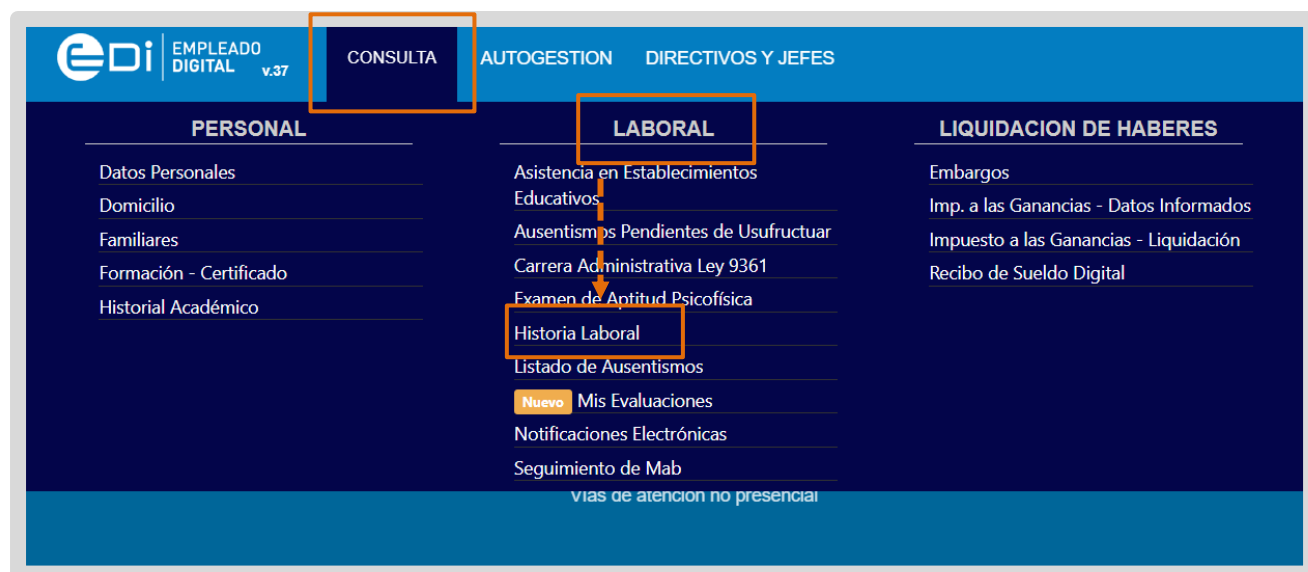 eDi EMPLEADO DIGITAL v.37
CONSULTA
AUTOGESTION
DIRECTIVOS Y JEFES
PERSONAL
Datos Personales
Domicilio
Familiares
Formación - Certificado
Historial Académico
LABORAL
Asistencia en Establecimientos
Educativos
Ausentismos Pendientes de Usufructuar
Carrera Administrativa Ley 9361
Examen de Aptitud Psicofísica
Historia Laboral
Listado de Ausentismos
Nuevo Mis Evaluaciones
Notificaciones Electrónicas
Seguimiento de Mab
LIQUIDACION DE HABERES
Embargos
Imp. a las Ganancias - Datos Informados
Impuesto a las Ganancias - Liquidación
Recibo de Sueldo Digital
Vías de atención no presencial